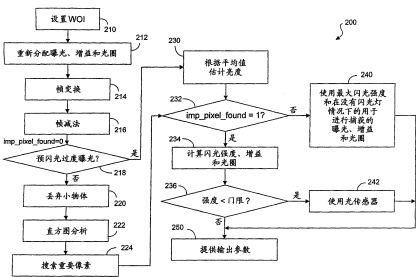 200
设置WOI
210
重新分配曝光、增益和光圈
212
帧变换
214
帧减法
216
imp_pixel_found=0
预闪光过度曝光?
218
是
否
丢弃小物体
220
直方图分析
222
搜索重要像素
224
230
根据平均值
估计亮度
232
imp_pixel_found = 1?
否
是
234
计算闪光强度、增益
和光圈
236
强度 < 门限?
是
否
240
使用最大闪光强度
和在没有闪光灯
情况下的用于
进行捕获的
曝光、增益
和光圈
242
使用光传感器
250
提供输出参数